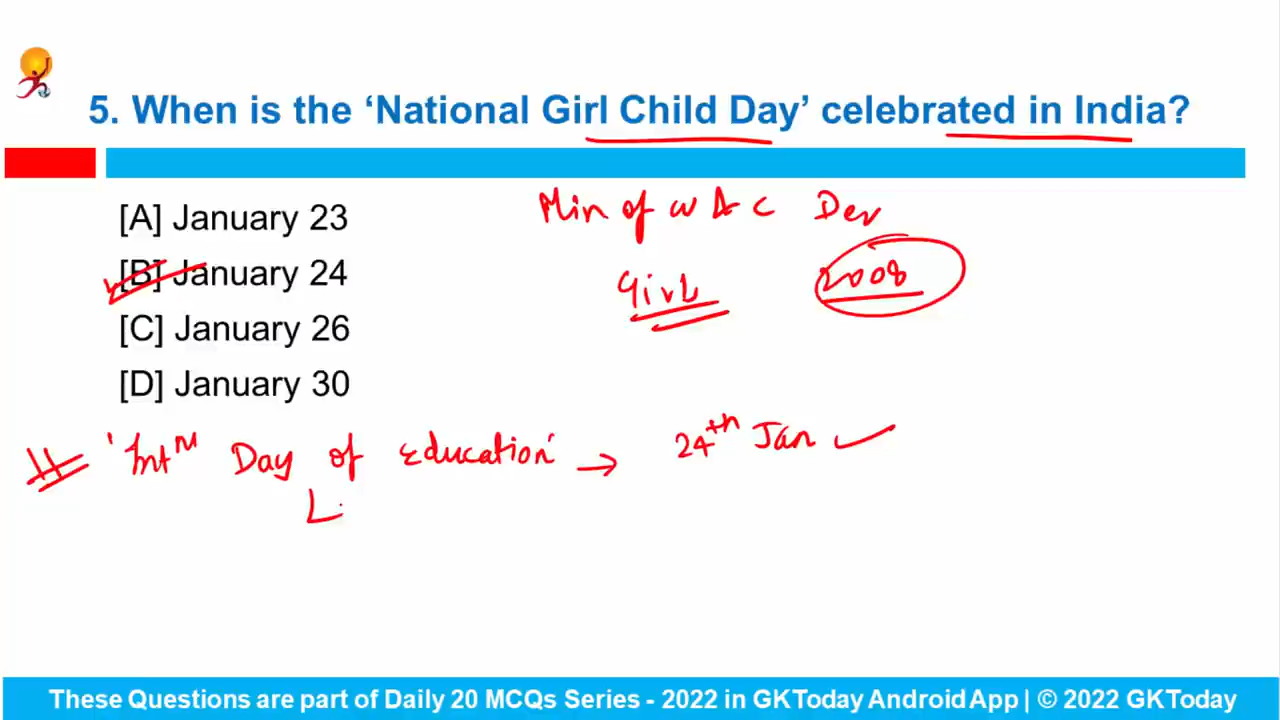 5. When is the ‘National Girl Child Day’ celebrated in India?
[A] January 23
Min of W & C Dev
[B] January 24
Girls
2008
[C] January 26
[D] January 30
'Intnl Day of Education' → 24th Jan ✓
These Questions are part of Daily 20 MCQs Series - 2022 in GKToday Android App | © 2022 GKToday